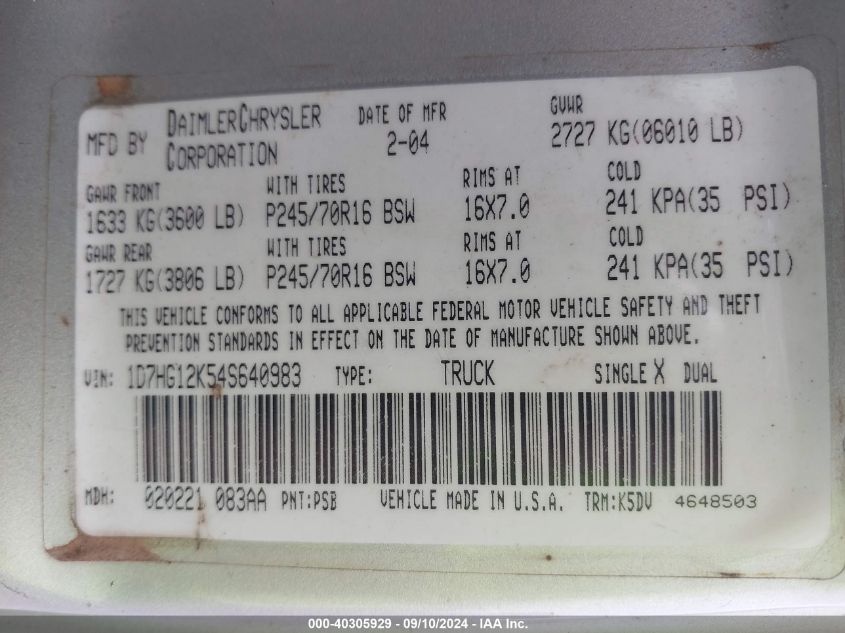 MFD BY DAIMLERCHRYSLER CORPORATION DATE OF MFR 2-04 GVWR 2727 KG(06010 LB)
GAWR FRONT WITH TIRES RIMS AT COLD
1633 KG(3600 LB) P245/70R16 BSW 16X7.0 241 KPA(35 PSI)
GAWR REAR WITH TIRES RIMS AT COLD
1727 KG(3806 LB) P245/70R16 BSW 16X7.0 241 KPA(35 PSI)
THIS VEHICLE CONFORMS TO ALL APPLICABLE FEDERAL MOTOR VEHICLE SAFETY AND THEFT
PREVENTION STANDARDS IN EFFECT ON THE DATE OF MANUFACTURE SHOWN ABOVE.
VIN: 1D7HG12K54S640983 TYPE: TRUCK SINGLE X DUAL
MDH: 020221 083AA PNT:PSB VEHICLE MADE IN U.S.A. TRM:K5DV 4648503
000-40305929 - 09/10/2024 - IAA Inc.